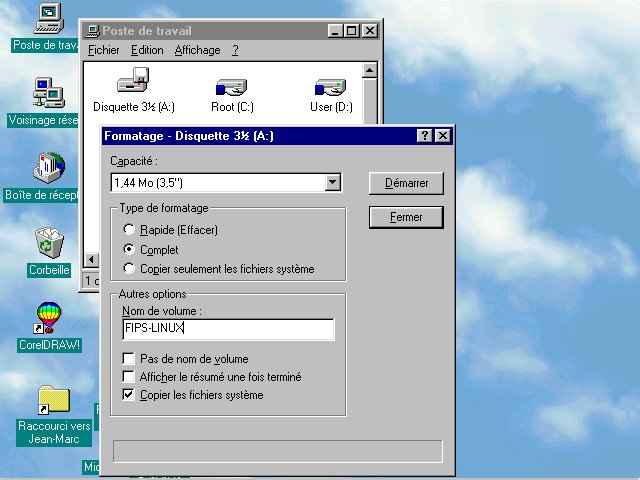 Poste de trava
Voisinage rése
Boîte de récept
Corbeille
CorelDRAW!
Raccourci vers
Jean-Marc
Poste de travail
Fichier Edition Affichage ?
Disquette 3½ (A:) Root (C:) User (D:)
Formatage - Disquette 3½ (A:)
Capacité :
1,44 Mo (3,5")
Démarrer
Fermer
Type de formatage
Rapide (Effacer)
Complet
Copier seulement les fichiers système
Autres options
Nom de volume :
FIPS-LINUX
Pas de nom de volume
Afficher le résumé une fois terminé
Copier les fichiers système